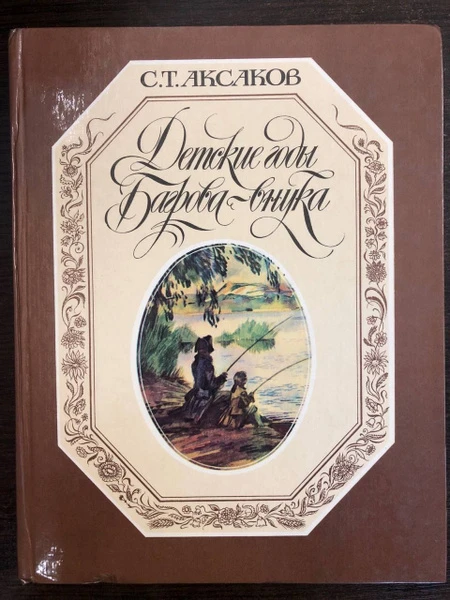 С.Т. АКСАКОВ
Детские годы
Багрова-внука